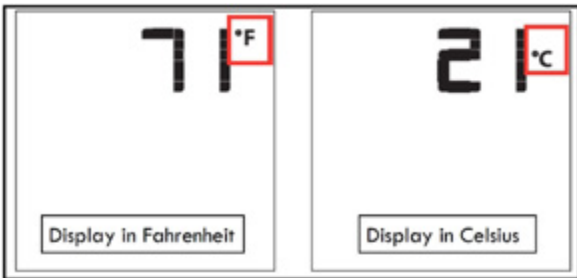 71 °F
21 °C
Display in Fahrenheit
Display in Celsius